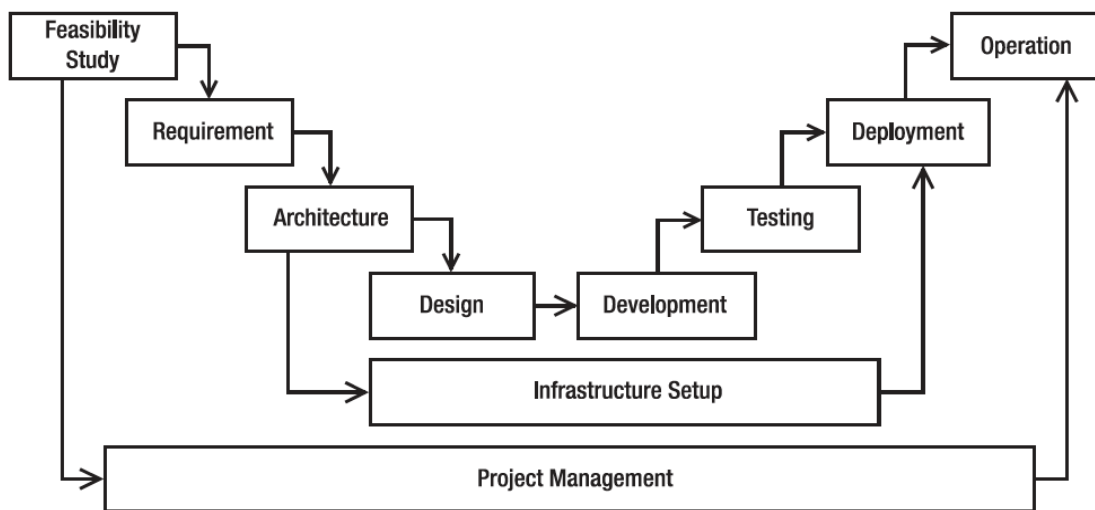 Feasibility
Study
Operation
Requirement
Deployment
Architecture
Testing
Design
Development
Infrastructure Setup
Project Management